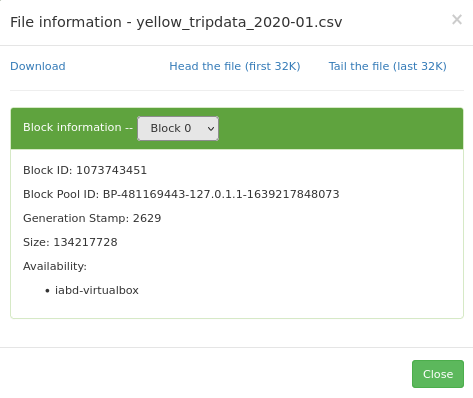 File information - yellow_tripdata_2020-01.csv ×
Download Head the file (first 32K) Tail the file (last 32K)
Block information -- Block 0
Block ID: 1073743451
Block Pool ID: BP-481169443-127.0.1.1-1639217848073
Generation Stamp: 2629
Size: 134217728
Availability:
• iabd-virtualbox
Close